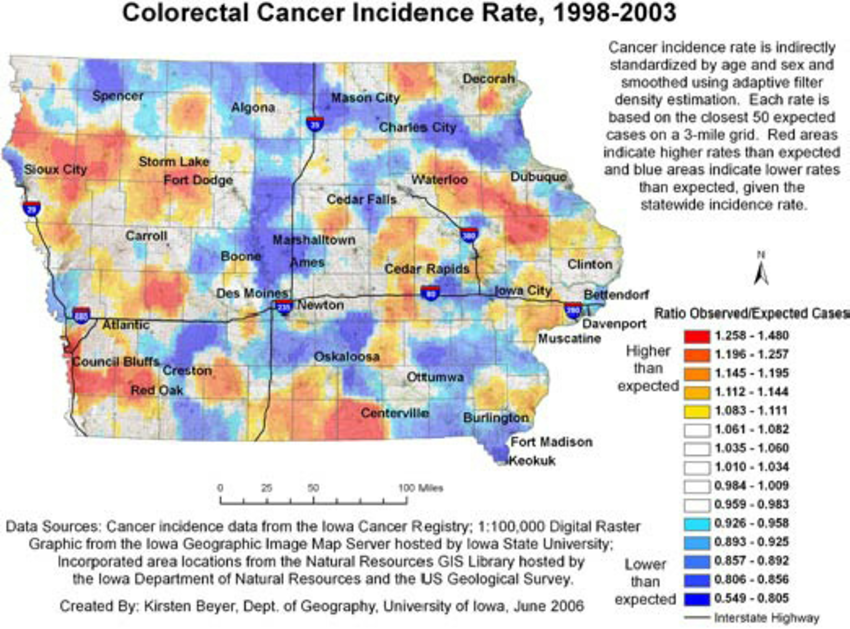 Colorectal Cancer Incidence Rate, 1998-2003
Cancer incidence rate is indirectly
standardized by age and sex and
smoothed using adaptive filter
density estimation. Each rate is
based on the closest 50 expected
cases on a 3-mile grid. Red areas
indicate higher rates than expected
and blue areas indicate lower rates
than expected, given the
statewide incidence rate.
Decorah
Spencer
Algona
Mason City
35
Charles City
Sioux City
Storm Lake
Fort Dodge
Waterloo
Dubuque
29
Cedar Falls
Carroll
Marshalltown
380
Boone
Ames
Cedar Rapids
Clinton
N
Des Moines
235
Newton
80
Iowa City
Bettendorf
280
Davenport
680
Atlantic
Muscatine
Council Bluffs
Creston
Oskaloosa
Red Oak
Ottumwa
Centerville
Burlington
Fort Madison
Keokuk
Ratio Observed/Expected Cases
Higher
than
expected
1.258 - 1.480
1.196 - 1.257
1.145 - 1.195
1.112 - 1.144
1.083 - 1.111
1.061 - 1.082
1.035 - 1.060
1.010 - 1.034
0.984 - 1.009
0.959 - 0.983
0.926 - 0.958
0.893 - 0.925
0.857 - 0.892
0.806 - 0.856
0.549 - 0.805
Lower
than
expected
Interstate Highway
0 25 50 100 Miles
Data Sources: Cancer incidence data from the Iowa Cancer Registry; 1:100,000 Digital Raster
Graphic from the Iowa Geographic Image Map Server hosted by Iowa State University;
Incorporated area locations from the Natural Resources GIS Library hosted by
the Iowa Department of Natural Resources and the US Geological Survey.
Created By: Kirsten Beyer, Dept. of Geography, University of Iowa, June 2006